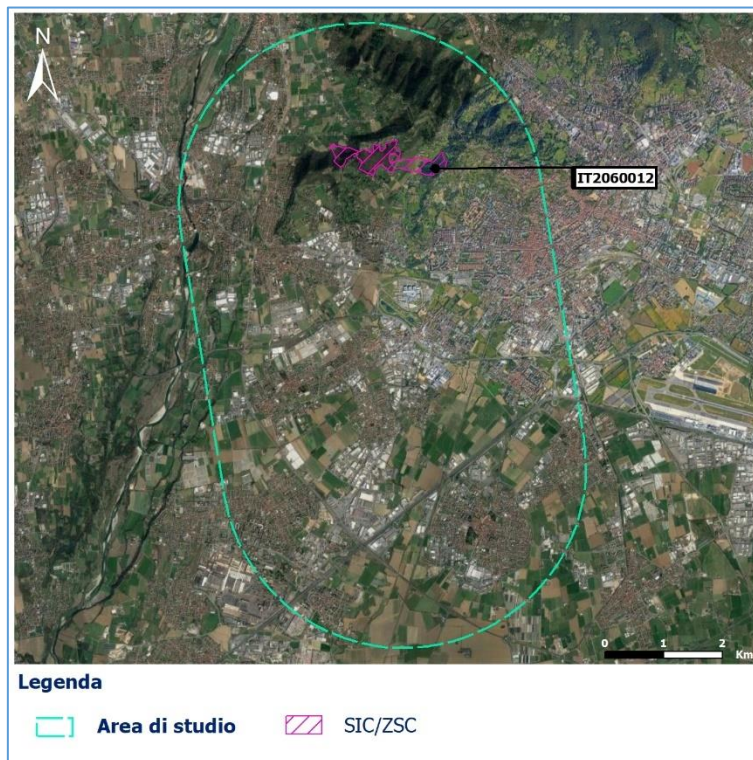 N
IT2060012
0 1 2
Km
Legenda
Area di studio
SIC/ZSC